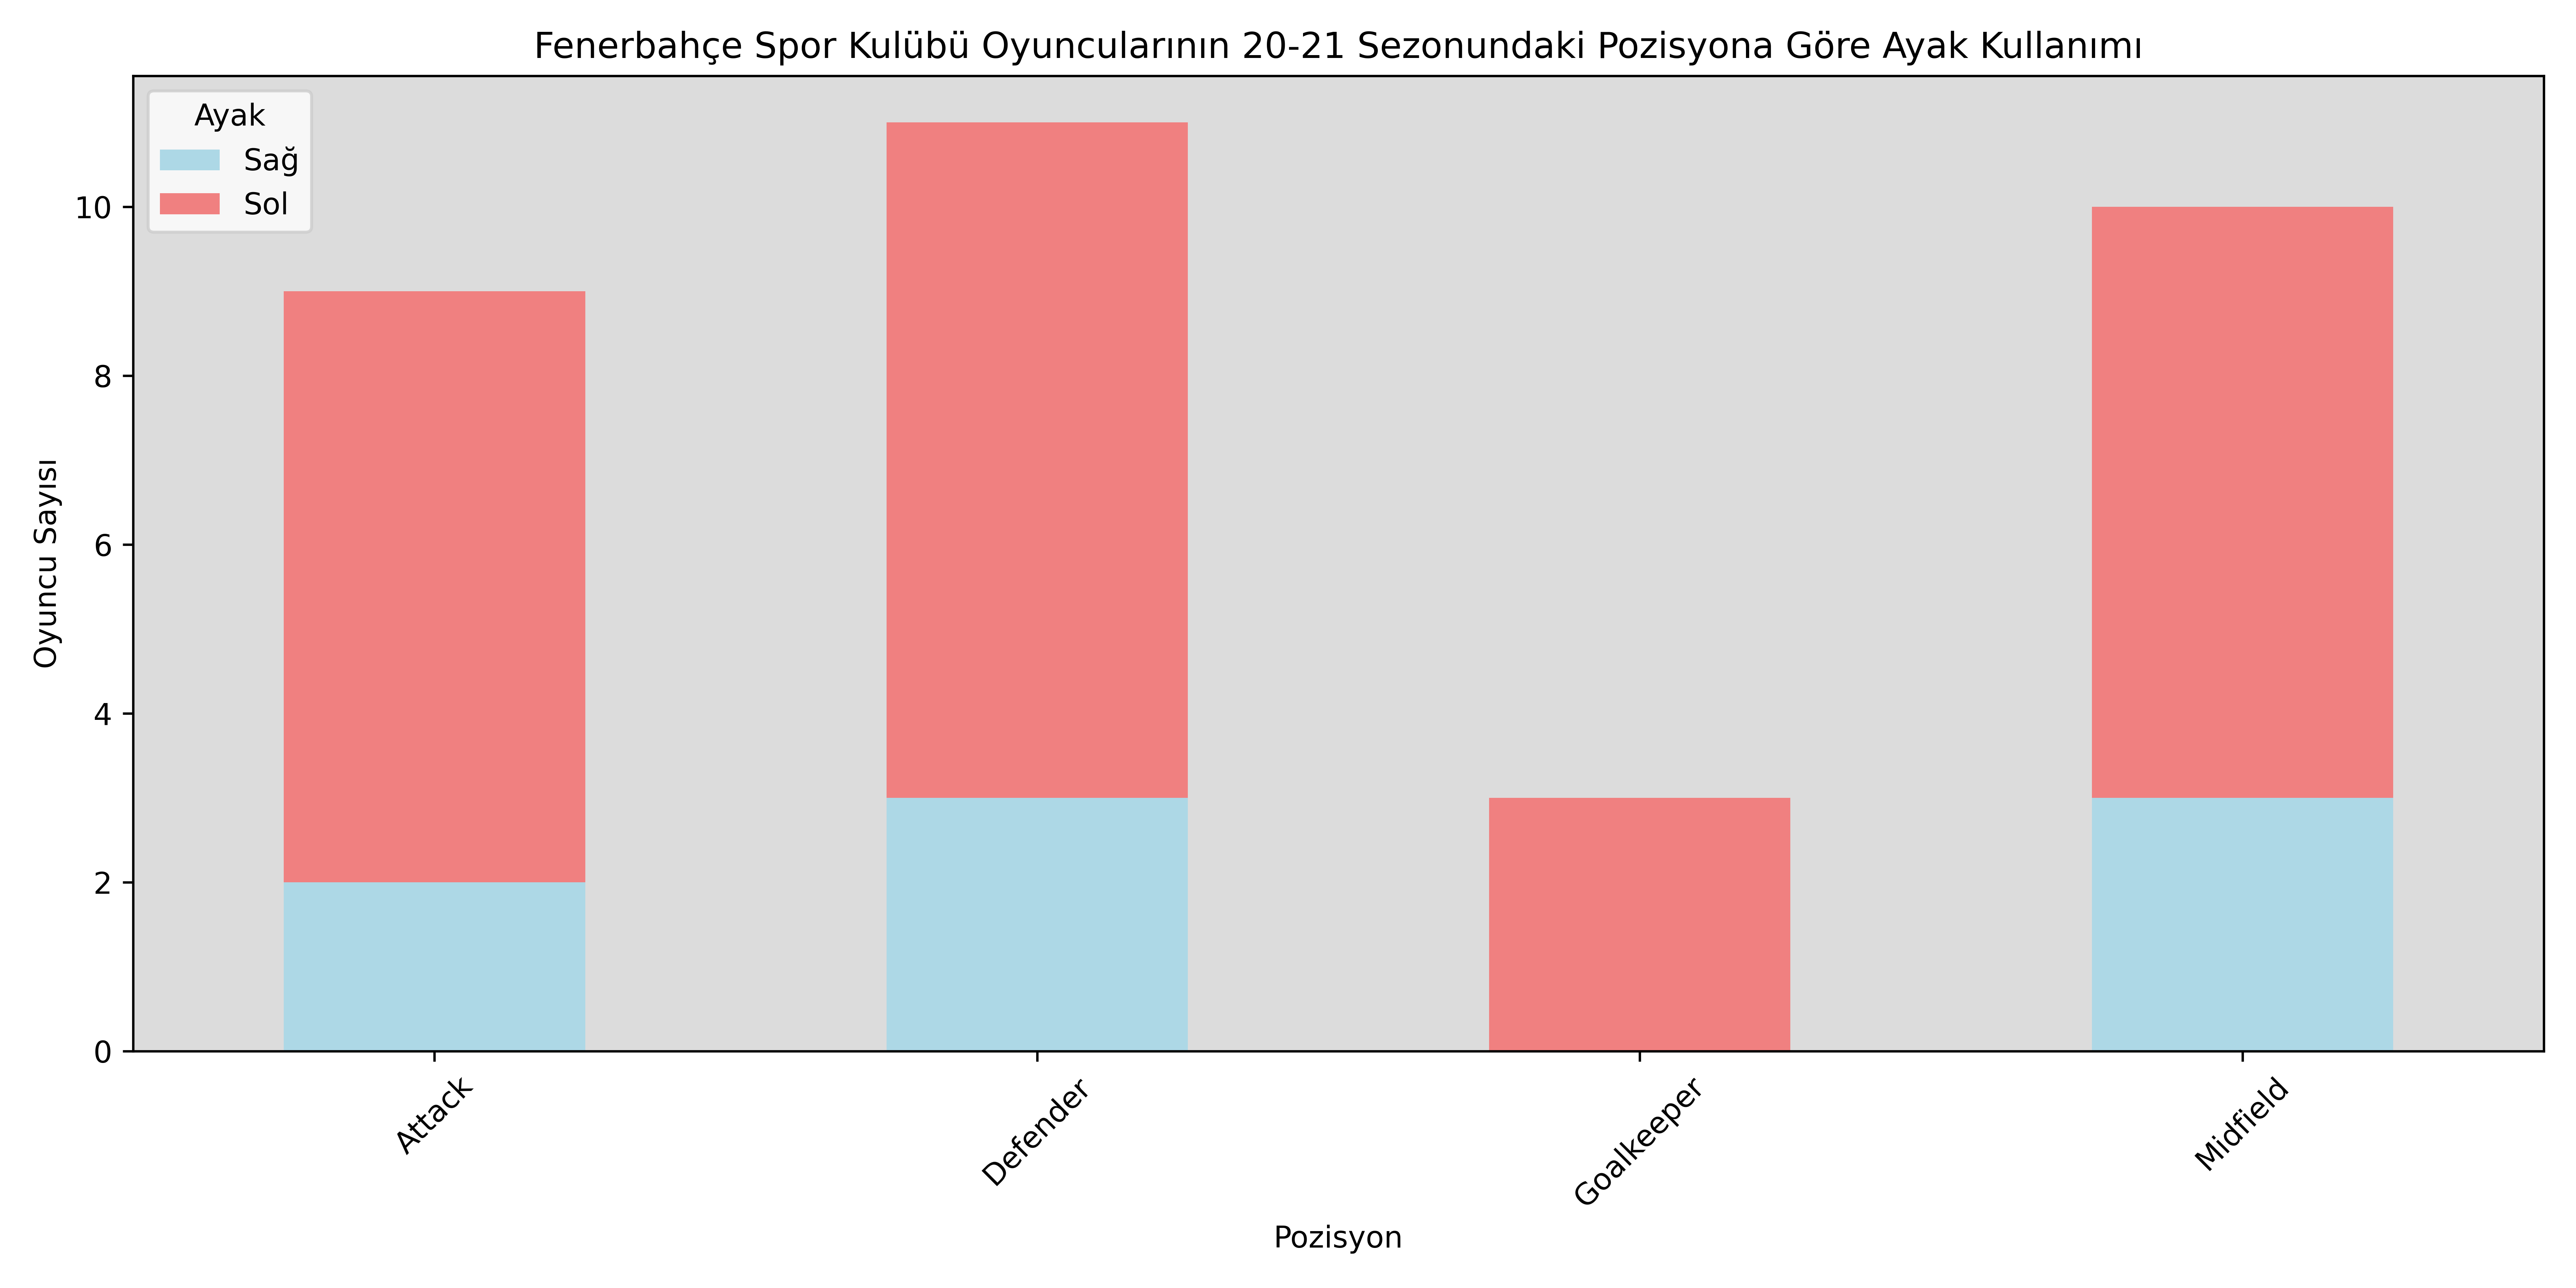 Fenerbahçe Spor Kulübü Oyuncularının 20-21 Sezonundaki Pozisyona Göre Ayak Kullanımı
Ayak
Sağ
Sol
Oyuncu Sayısı
10
8
6
4
2
0
Attack
Defender
Goalkeeper
Midfield
Pozisyon